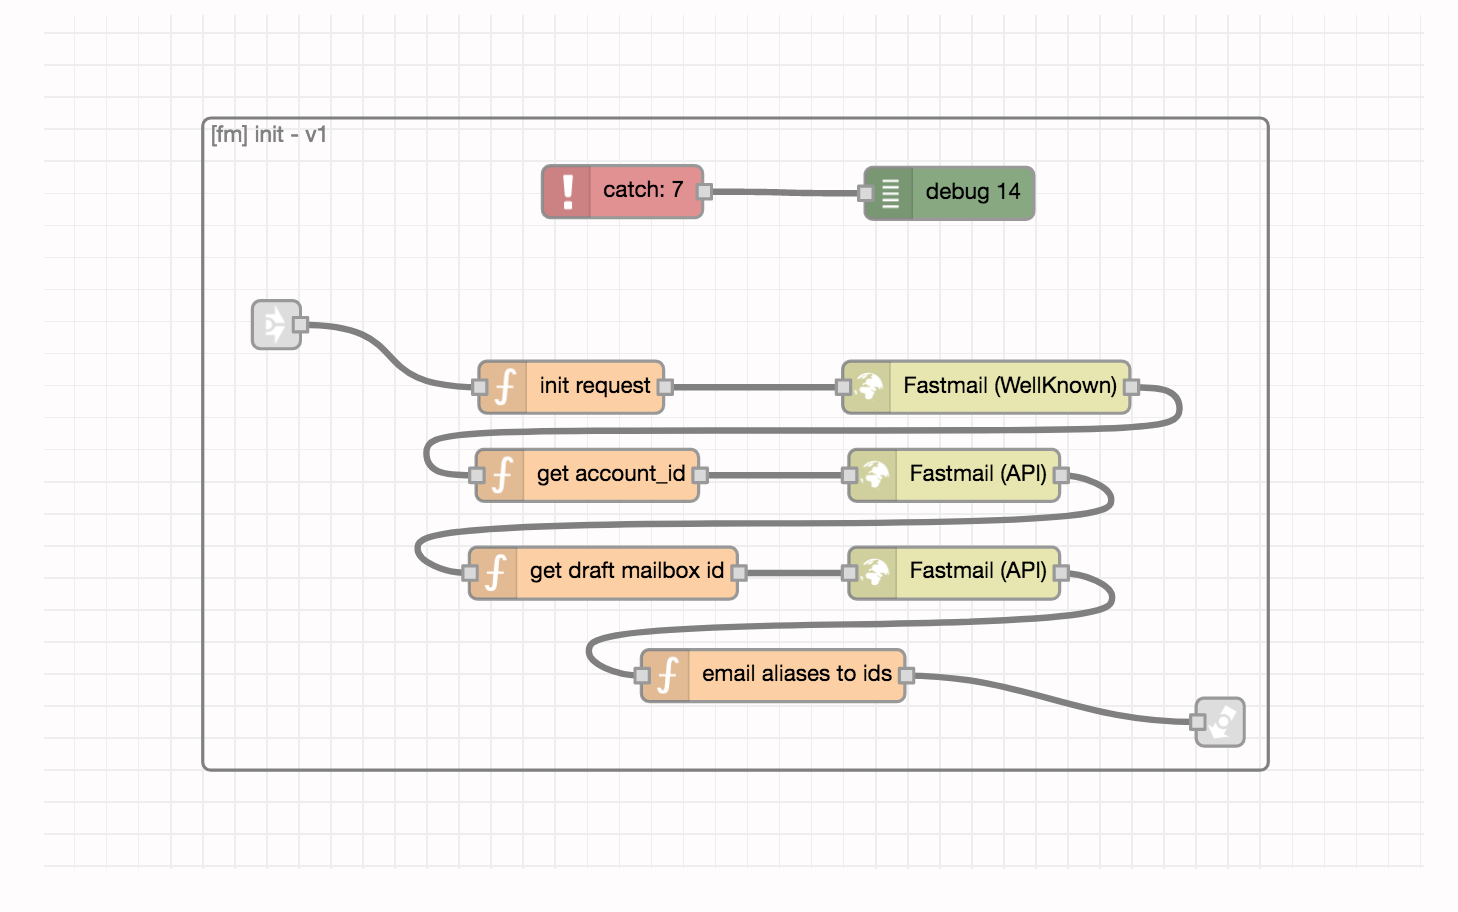 [fm] init - v1
catch: 7
debug 14
init request
Fastmail (WellKnown)
get account_id
Fastmail (API)
get draft mailbox id
Fastmail (API)
email aliases to ids